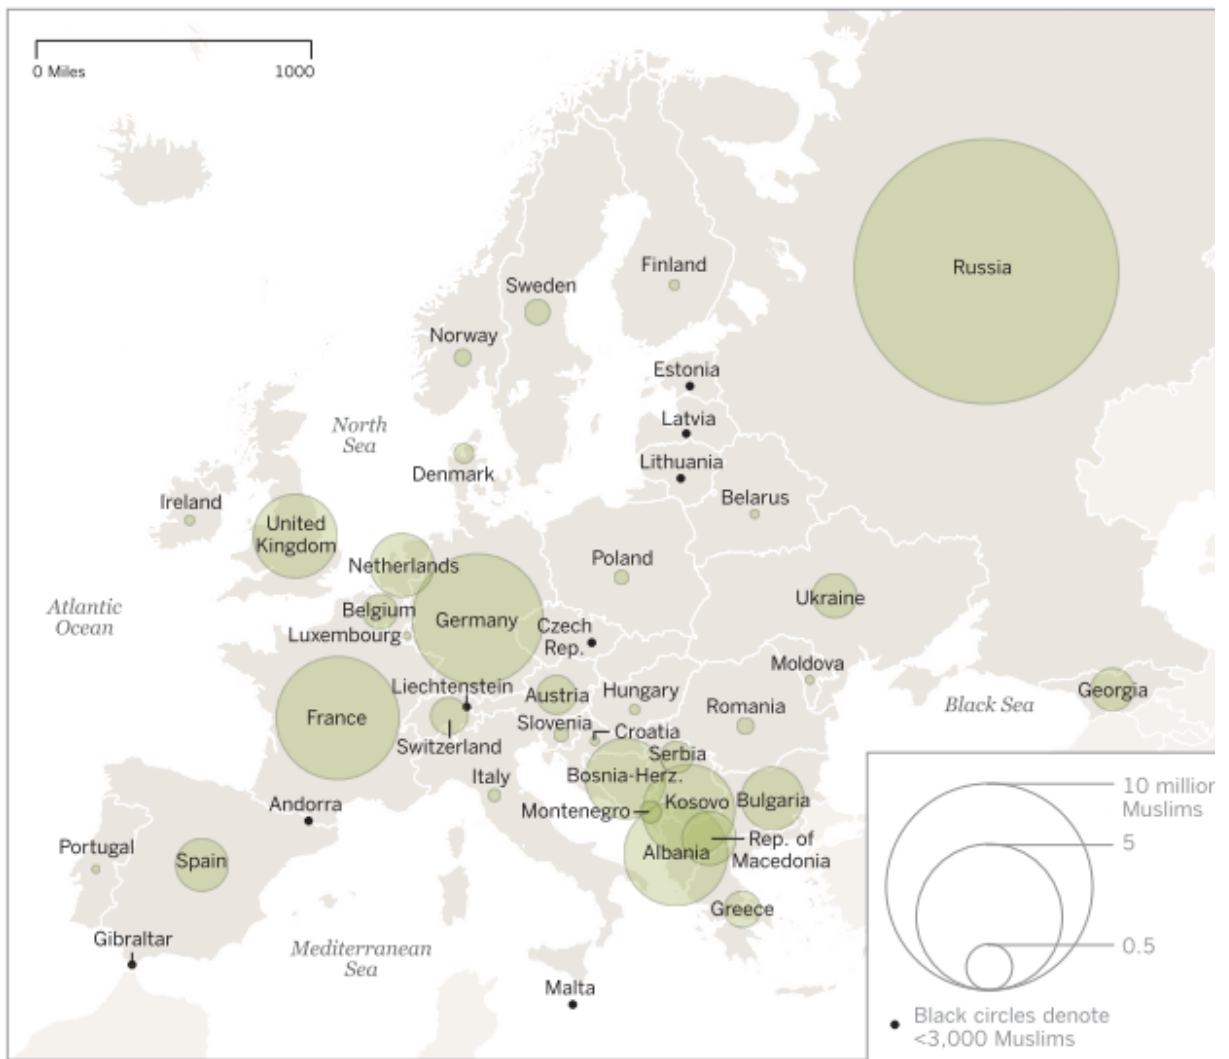 0 Miles 1000
Russia
Finland
Sweden
Norway
Estonia
North
Sea
Latvia
Lithuania
Denmark
Belarus
Ireland
United
Kingdom
Netherlands
Poland
Ukraine
Atlantic
Ocean
Belgium
Germany
Luxembourg
Czech
Rep.
Moldova
Liechtenstein
Austria
Hungary
Georgia
France
Romania
Black Sea
Slovenia
Croatia
Switzerland
Serbia
Italy
Bosnia-Herz.
Andorra
Montenegro
Kosovo
Bulgaria
Portugal
Spain
Albania
Rep. of
Macedonia
Greece
Gibraltar
Mediterranean
Sea
Malta
10 million
Muslims
5
0.5
Black circles denote
<3,000 Muslims